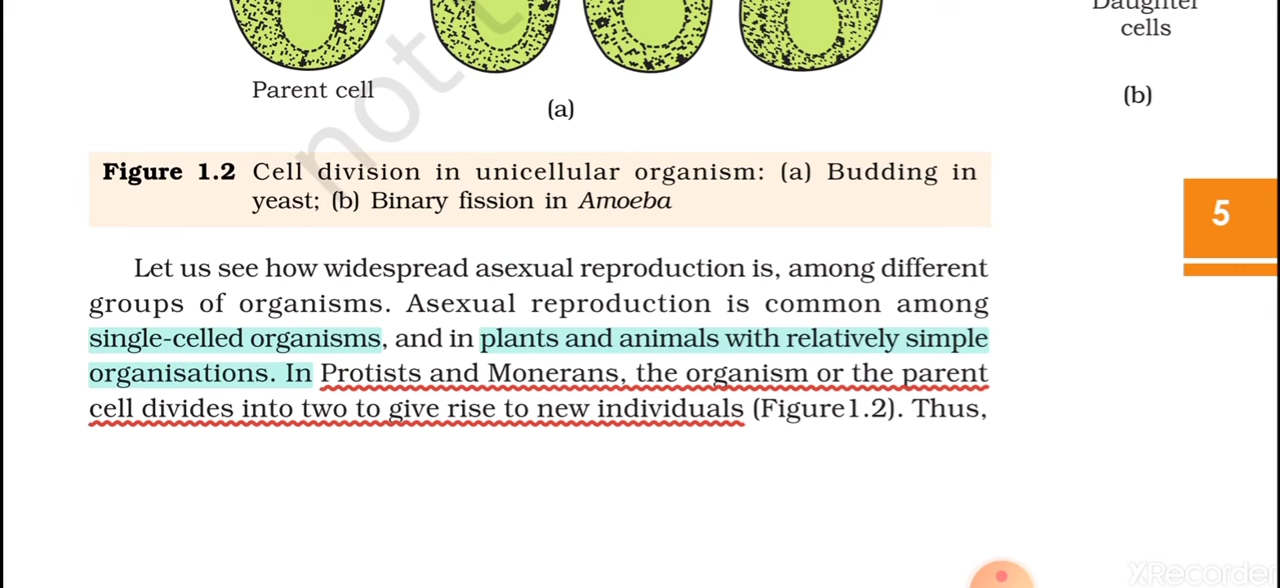 Daughter
cells
Parent cell
(a)
(b)
not
Figure 1.2 Cell division in unicellular organism: (a) Budding in
yeast; (b) Binary fission in Amoeba
5
Let us see how widespread asexual reproduction is, among different
groups of organisms. Asexual reproduction is common among
single-celled organisms, and in plants and animals with relatively simple
organisations. In Protists and Monerans, the organism or the parent
cell divides into two to give rise to new individuals (Figure1.2). Thus,
XRecorder